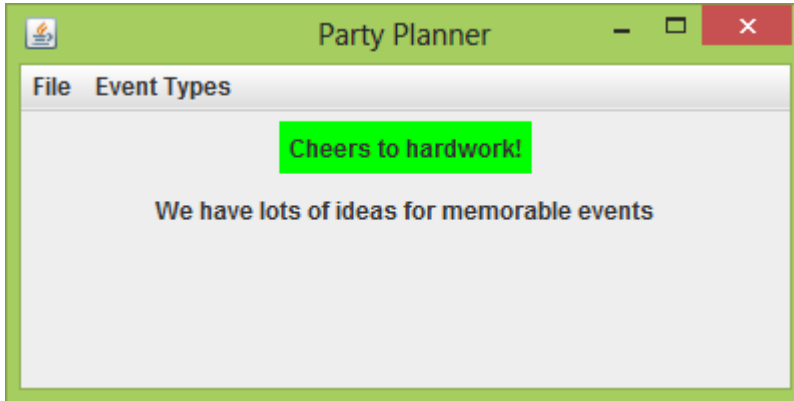 Party Planner
File Event Types
Cheers to hardwork!
We have lots of ideas for memorable events